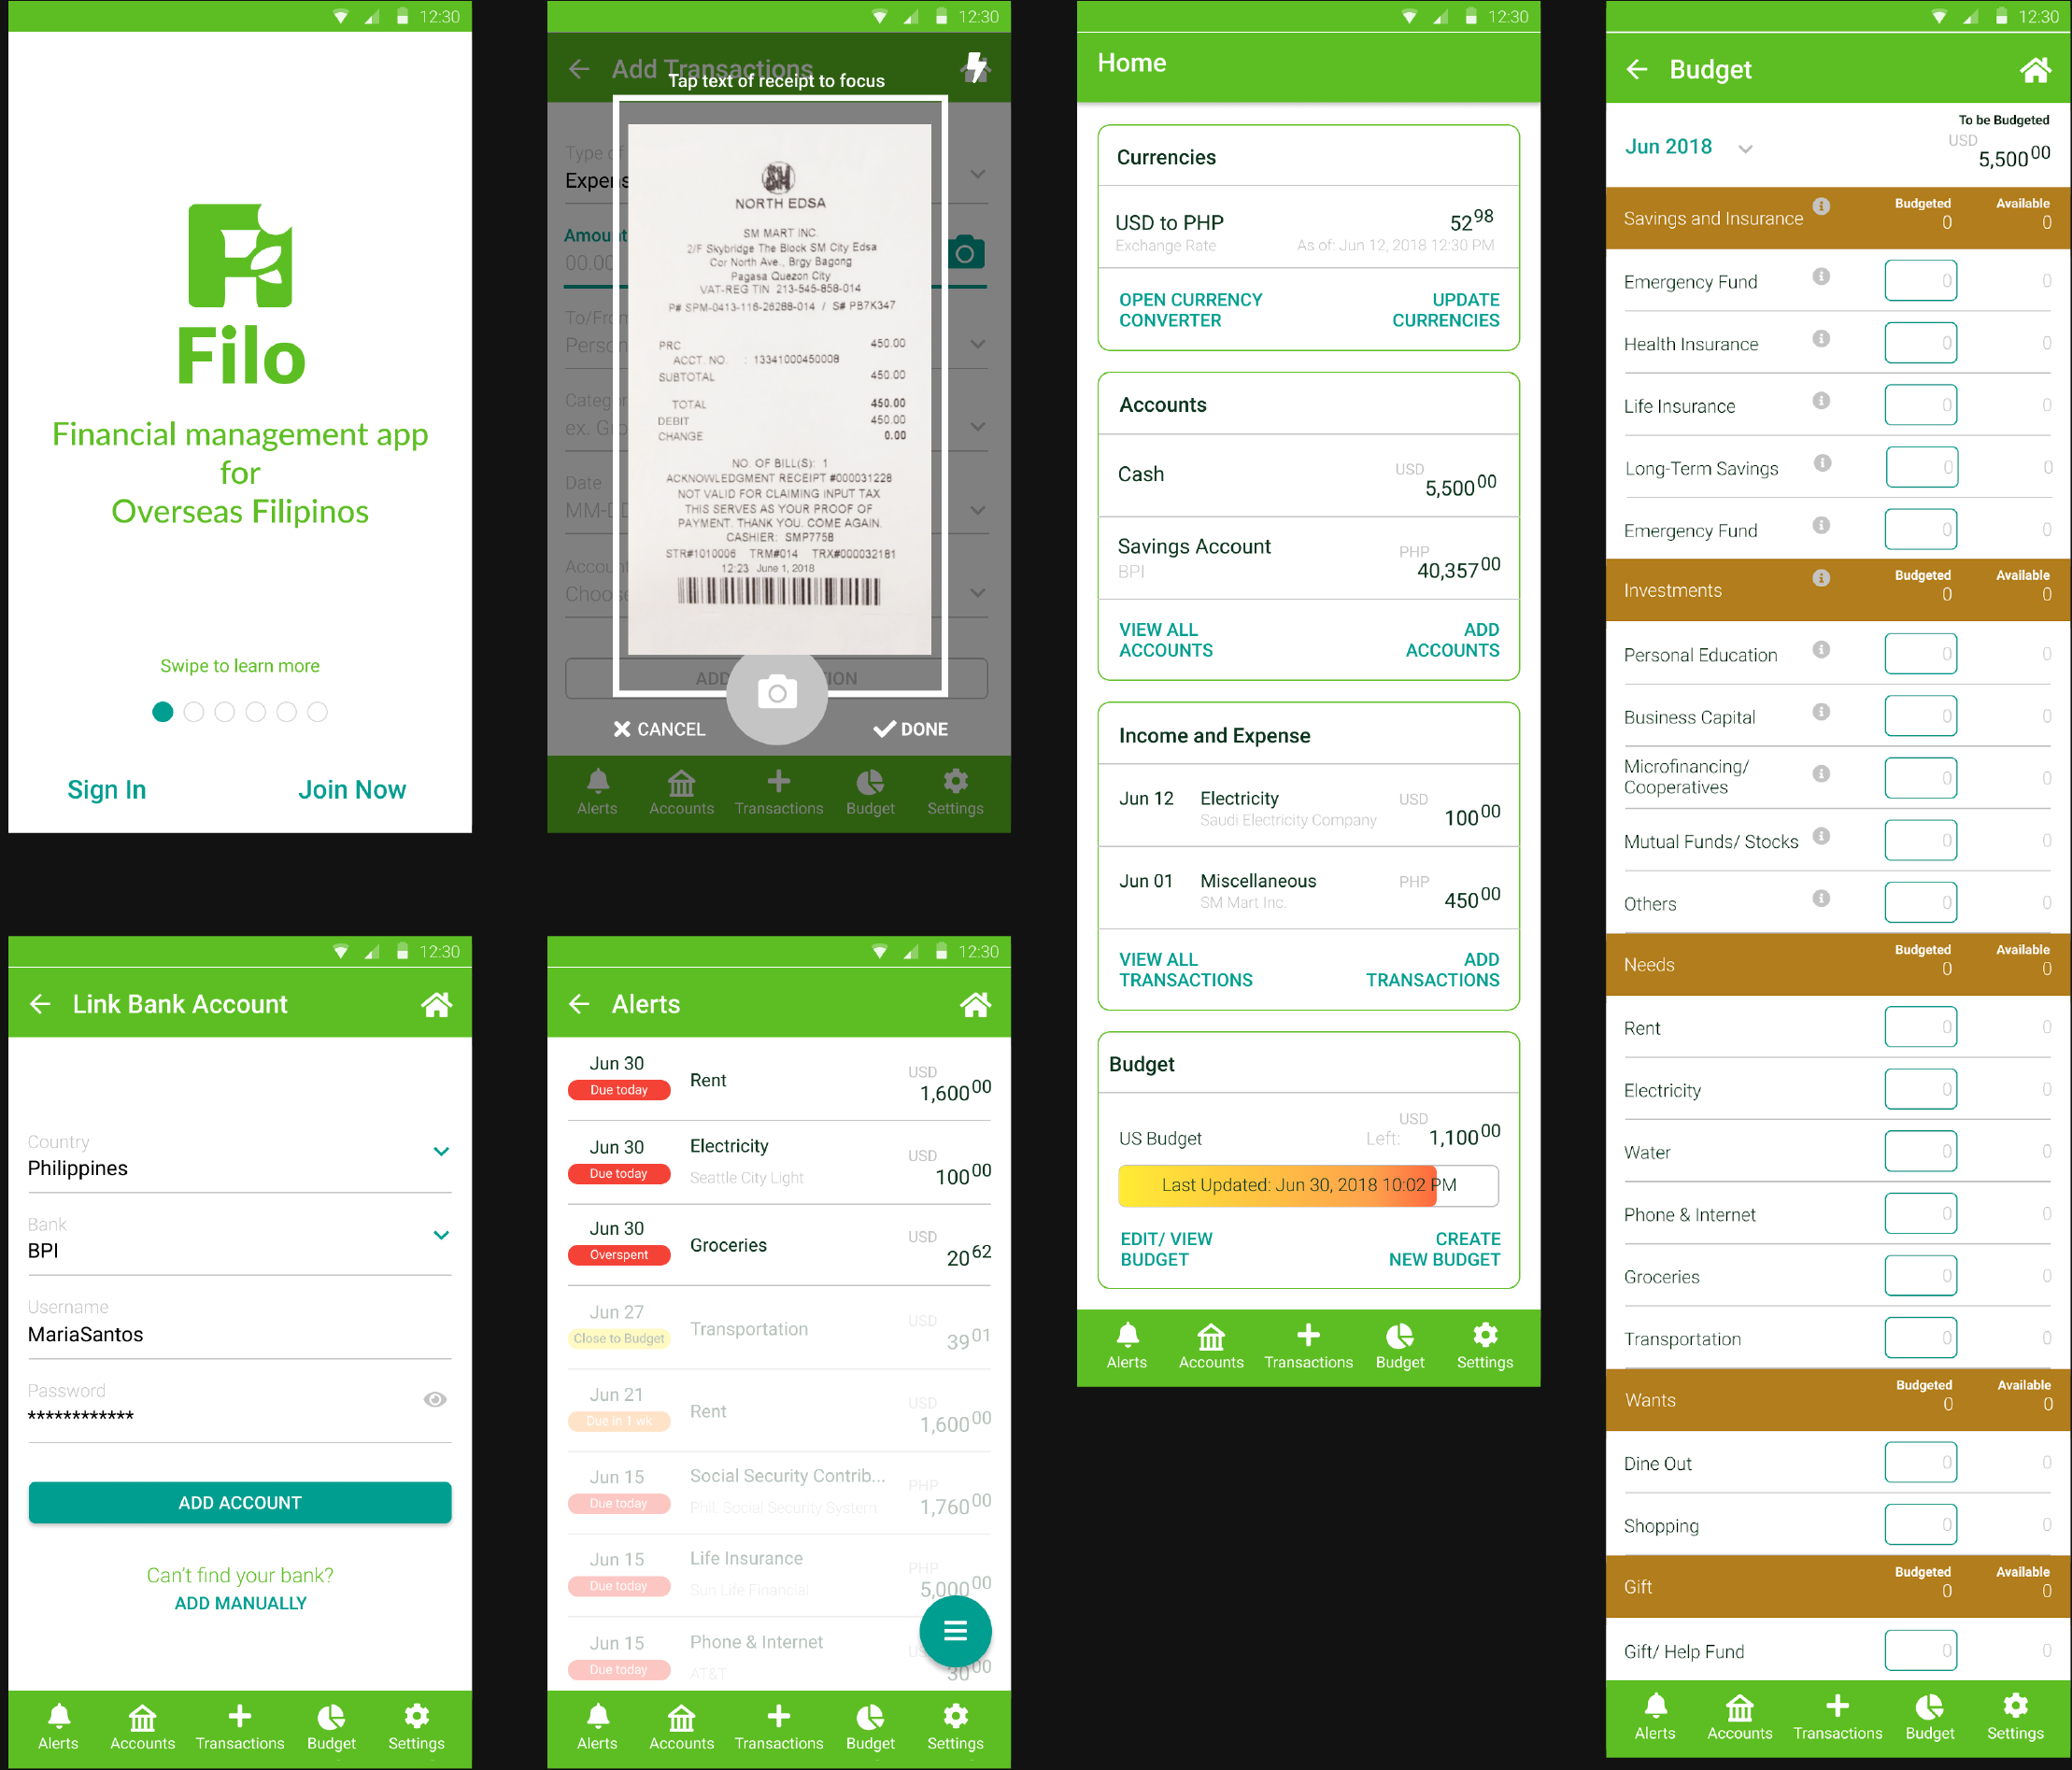 12:30
Filo
Financial management app
for
Overseas Filipinos
Swipe to learn more
Sign In
Join Now
12:30
Add Transactions
Tap text of receipt to focus
Type of
Expens
Amount
00.00
To/From
Person
Categor
ex. Gro
Date
MM-DD
Account
Choose
SM
NORTH EDSA
SM MART INC.
2/F Skybridge The Block SM City Edsa
Cor North Ave., Brgy Bagong
Pagasa Quezon City
VAT-REG TIN 213-545-858-014
P# SPM-0413-116-26288-014 / S# PB7K347
PRC 450.00
ACCT. NO. : 13341000450008
SUBTOTAL 450.00
TOTAL 450.00
DEBIT 450.00
CHANGE 0.00
NO. OF BILL(S): 1
ACKNOWLEDGMENT RECEIPT #000031228
NOT VALID FOR CLAIMING INPUT TAX
THIS SERVES AS YOUR PROOF OF
PAYMENT. THANK YOU. COME AGAIN.
CASHIER: SMP7758
STR#1010006 TRM#014 TRX#000032181
12:23 June 1, 2018
ADD ION
CANCEL
DONE
Alerts Accounts Transactions Budget Settings
12:30
Home
Currencies
USD to PHP 52 98
Exchange Rate As of: Jun 12, 2018 12:30 PM
OPEN CURRENCY
CONVERTER
UPDATE
CURRENCIES
Accounts
Cash USD
5,500 00
Savings Account PHP
BPI 40,357 00
VIEW ALL
ACCOUNTS
ADD
ACCOUNTS
Income and Expense
Jun 12 Electricity USD
Saudi Electricity Company 100 00
Jun 01 Miscellaneous PHP
SM Mart Inc. 450 00
VIEW ALL
TRANSACTIONS
ADD
TRANSACTIONS
Budget
USD
US Budget Left: 1,100 00
Last Updated: Jun 30, 2018 10:02 PM
EDIT/ VIEW
BUDGET
CREATE
NEW BUDGET
Alerts Accounts Transactions Budget Settings
12:30
Budget
To be Budgeted
Jun 2018 USD
5,500 00
Savings and Insurance Budgeted 0 Available 0
Emergency Fund 0 0
Health Insurance 0 0
Life Insurance 0 0
Long-Term Savings 0 0
Emergency Fund 0 0
Investments Budgeted 0 Available 0
Personal Education 0 0
Business Capital 0 0
Microfinancing/
Cooperatives 0 0
Mutual Funds/ Stocks 0 0
Others 0 0
Needs Budgeted 0 Available 0
Rent 0 0
Electricity 0 0
Water 0 0
Phone & Internet 0 0
Groceries 0 0
Transportation 0 0
Wants Budgeted 0 Available 0
Dine Out 0 0
Shopping 0 0
Gift Budgeted 0 Available 0
Gift/ Help Fund 0 0
Alerts Accounts Transactions Budget Settings
12:30
Link Bank Account
Country
Philippines
Bank
BPI
Username
MariaSantos
Password
************
ADD ACCOUNT
Can't find your bank?
ADD MANUALLY
Alerts Accounts Transactions Budget Settings
12:30
Alerts
Jun 30 Rent USD
Due today 1,600 00
Jun 30 Electricity USD
Due today Seattle City Light 100 00
Jun 30 Groceries USD
Overspent 20 62
Jun 27 Transportation USD
Close to Budget 39 01
Jun 21 Rent USD
Due in 1 wk 1,600 00
Jun 15 Social Security Contrib... PHP
Due today Phil. Social Security System 1,760 00
Jun 15 Life Insurance PHP
Due today Sun Life Financial 5,000 00
Jun 15 Phone & Internet
Due today AT&T 30 00
Alerts Accounts Transactions Budget Settings